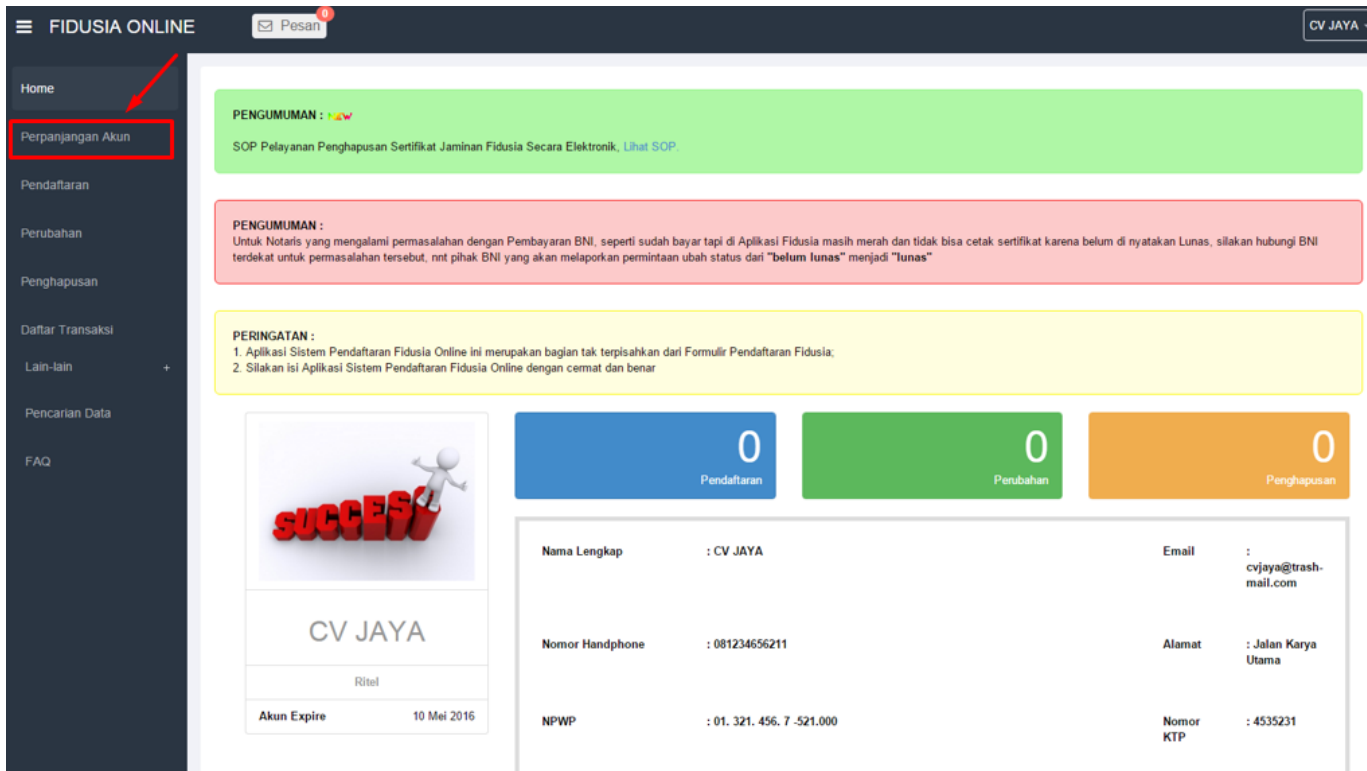 FIDUSIA ONLINE
Pesan
0
CV JAYA
Home
Perpanjangan Akun
Pendaftaran
Perubahan
Penghapusan
Daftar Transaksi
Lain-lain +
Pencarian Data
FAQ
PENGUMUMAN :
SOP Pelayanan Penghapusan Sertifikat Jaminan Fidusia Secara Elektronik, Lihat SOP.
PENGUMUMAN :
Untuk Notaris yang mengalami permasalahan dengan Pembayaran BNI, seperti sudah bayar tapi di Aplikasi Fidusia masih merah dan tidak bisa cetak sertifikat karena belum di nyatakan Lunas, silakan hubungi BNI
terdekat untuk permasalahan tersebut, nnt pihak BNI yang akan melaporkan permintaan ubah status dari "belum lunas" menjadi "lunas"
PERINGATAN :
1. Aplikasi Sistem Pendaftaran Fidusia Online ini merupakan bagian tak terpisahkan dari Formulir Pendaftaran Fidusia;
2. Silakan isi Aplikasi Sistem Pendaftaran Fidusia Online dengan cermat dan benar
SUCCES
CV JAYA
Ritel
Akun Expire 10 Mei 2016
0
Pendaftaran
0
Perubahan
0
Penghapusan
Nama Lengkap : CV JAYA
Email :
cvjaya@trash-
mail.com
Nomor Handphone : 081234656211
Alamat : Jalan Karya
Utama
NPWP : 01. 321. 456. 7 -521.000
Nomor : 4535231
KTP